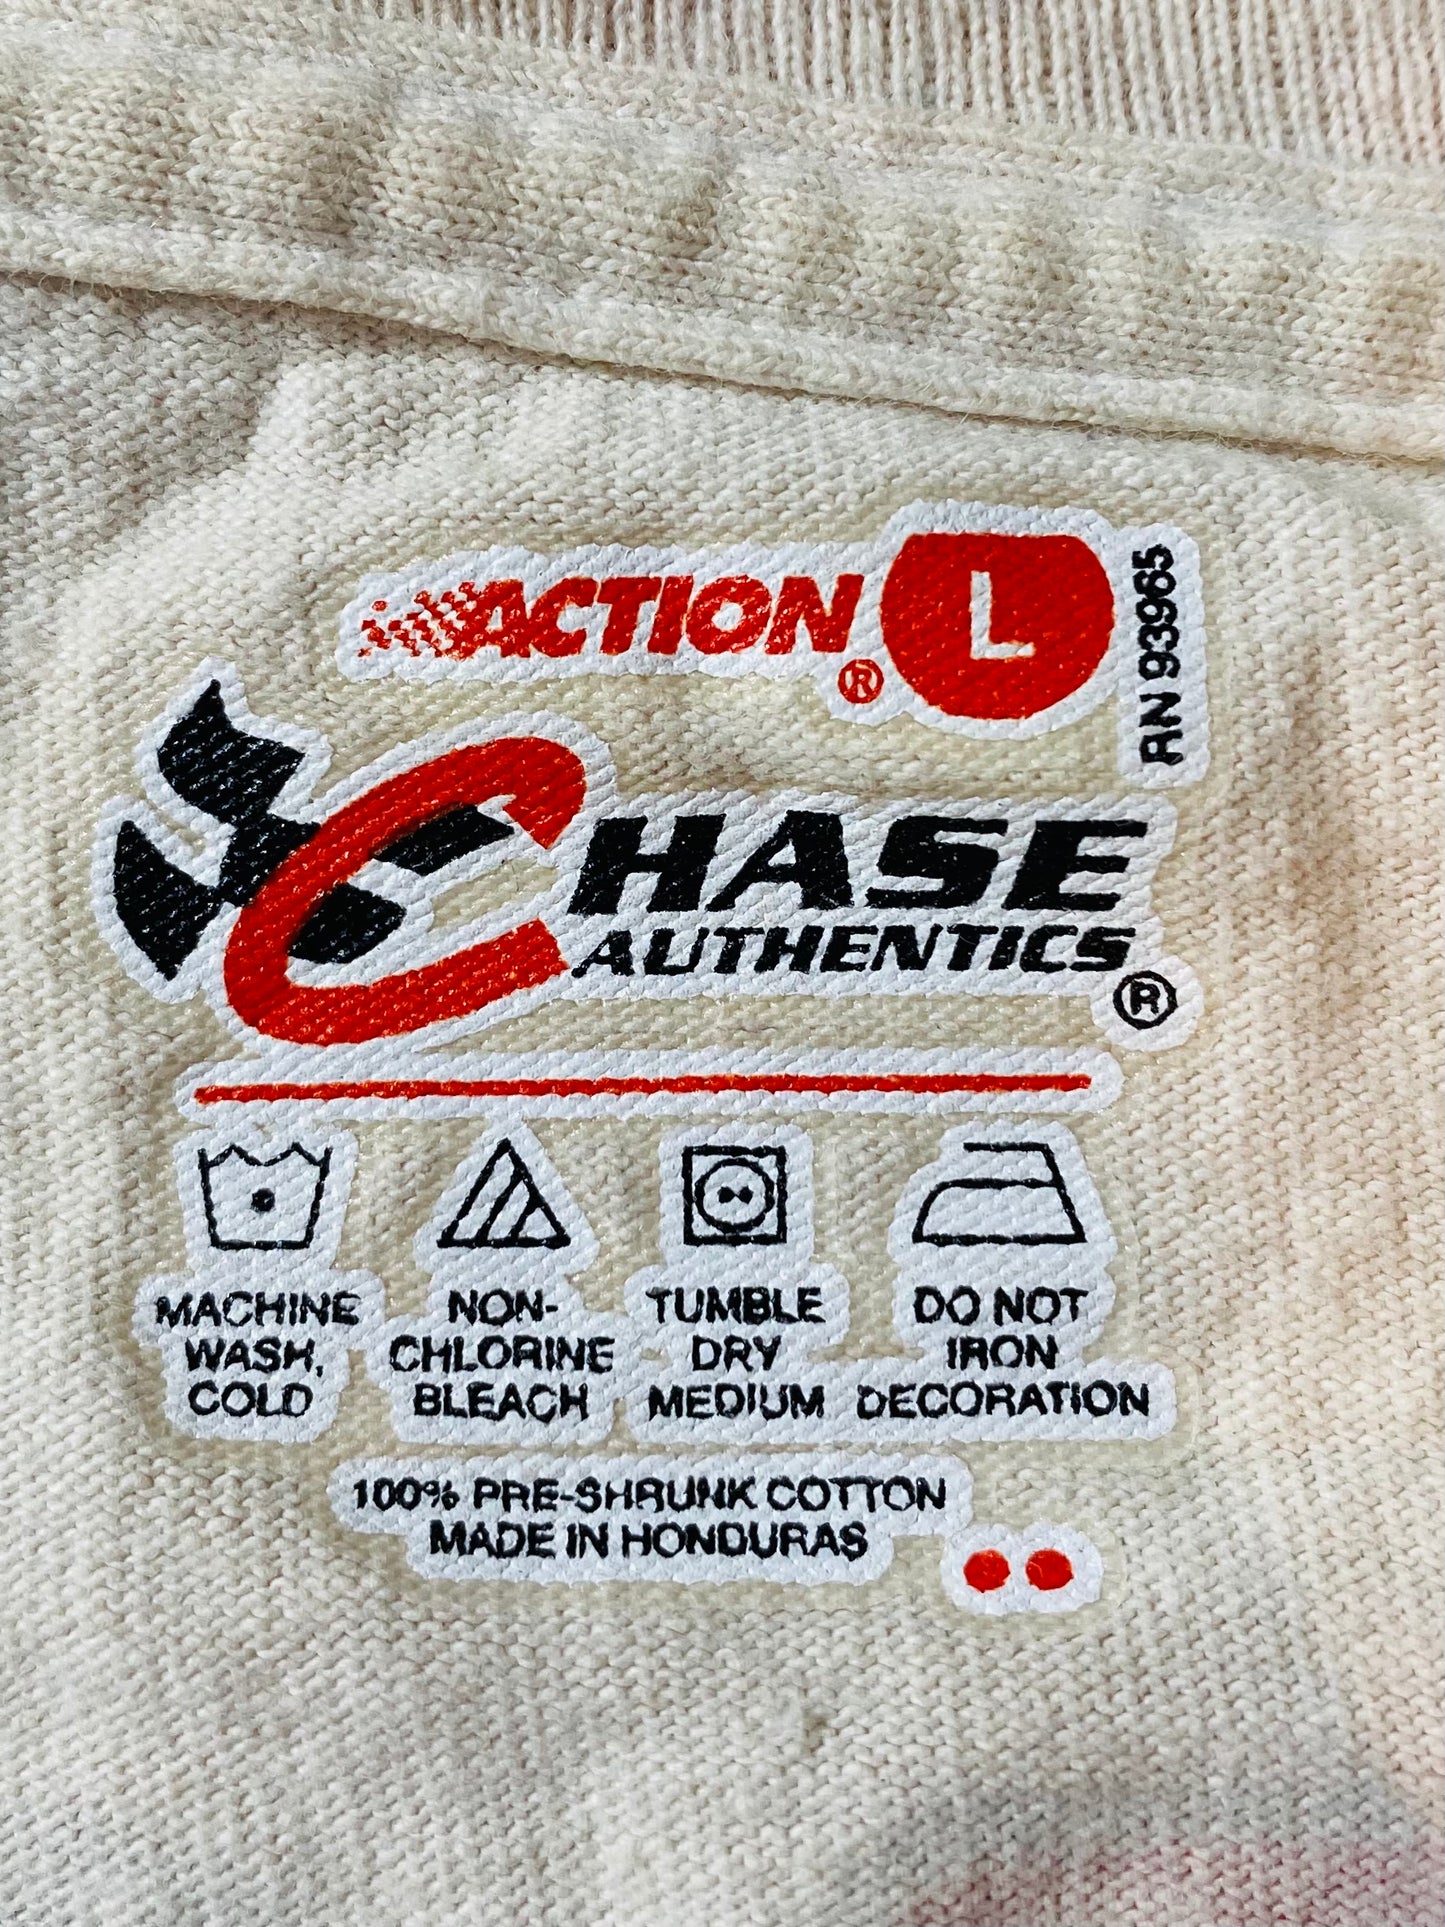 ACTION® L
RN 93965
CHASE
AUTHENTICS®
MACHINE WASH, COLD
NON-CHLORINE BLEACH
TUMBLE DRY MEDIUM
DO NOT IRON DECORATION
100% PRE-SHRUNK COTTON
MADE IN HONDURAS